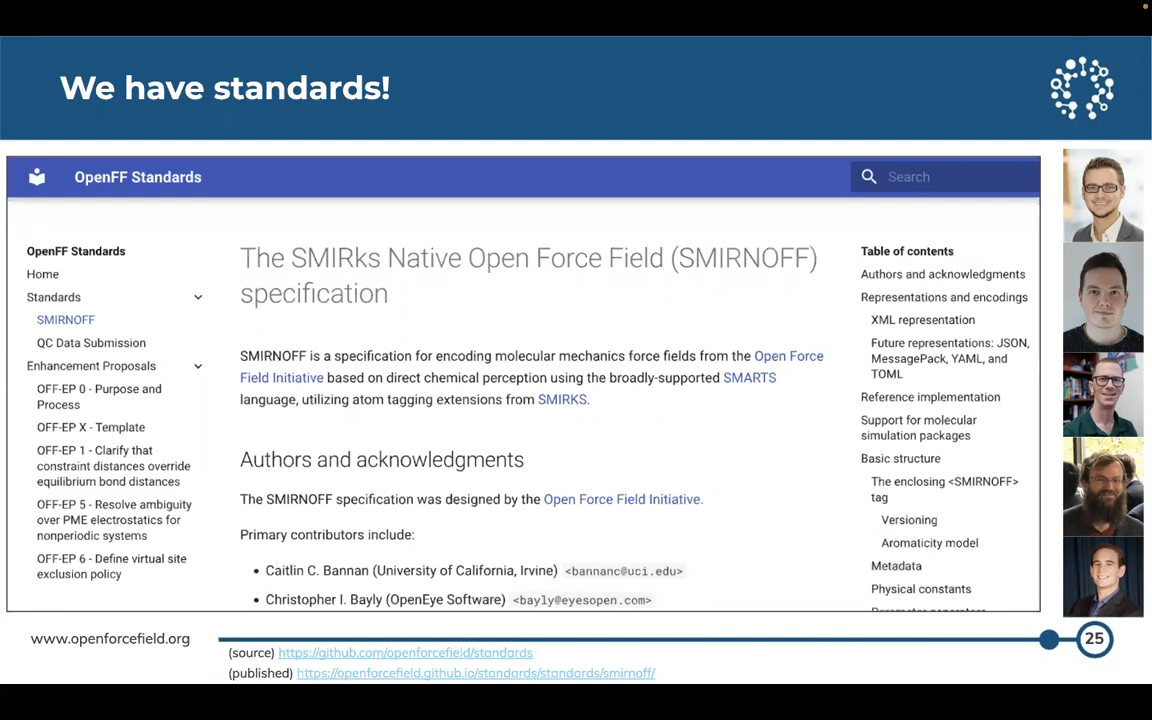 We have standards!
OpenFF Standards
Search
OpenFF Standards
Home
Standards
SMIRNOFF
QC Data Submission
Enhancement Proposals
OFF-EP 0 - Purpose and
Process
OFF-EP X - Template
OFF-EP 1 - Clarify that
constraint distances override
equilibrium bond distances
OFF-EP 5 - Resolve ambiguity
over PME electrostatics for
nonperiodic systems
OFF-EP 6 - Define virtual site
exclusion policy
The SMIRks Native Open Force Field (SMIRNOFF)
specification
SMIRNOFF is a specification for encoding molecular mechanics force fields from the Open Force
Field Initiative based on direct chemical perception using the broadly-supported SMARTS
language, utilizing atom tagging extensions from SMIRKS.
Authors and acknowledgments
The SMIRNOFF specification was designed by the Open Force Field Initiative.
Primary contributors include:
• Caitlin C. Bannan (University of California, Irvine) <bannanc@uci.edu>
• Christopher I. Bayly (OpenEye Software) <bayly@eyesopen.com>
Table of contents
Authors and acknowledgments
Representations and encodings
XML representation
Future representations: JSON,
MessagePack, YAML, and
TOML
Reference implementation
Support for molecular
simulation packages
Basic structure
The enclosing <SMIRNOFF>
tag
Versioning
Aromaticity model
Metadata
Physical constants
www.openforcefield.org
25
(source) https://github.com/openforcefield/standards
(published) https://openforcefield.github.io/standards/standards/smirnoff/